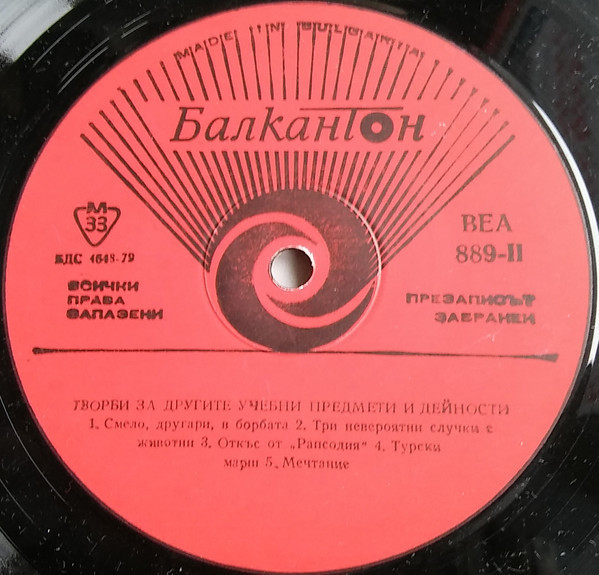 MADE IN BULGARIA
Балкантон
М
33
БДС 4648-79
ВСИЧКИ
ПРАВА
ЗАПАЗЕНИ
ВЕА
889-II
ПРЕЗАПИСЪТ
ЗАБРАНЕН
ТВОРБИ ЗА ДРУГИТЕ УЧЕБНИ ПРЕДМЕТИ И ДЕЙНОСТИ
1. Смело, другари, в борбата 2. Три невероятни случки с
животни 3. Откъс от „Рапсодия“ 4. Турски
марш 5. Мечтание